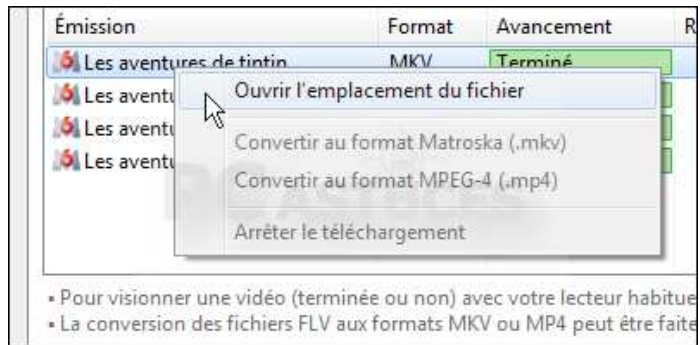 Émission Format Avancement R
Les aventures de tintin MKV Terminé
Les aventu
Les aventu
Les aventu
Ouvrir l'emplacement du fichier
Convertir au format Matroska (.mkv)
Convertir au format MPEG-4 (.mp4)
Arrêter le téléchargement
PC ASTUCES
▪ Pour visionner une vidéo (terminée ou non) avec votre lecteur habitue
▪ La conversion des fichiers FLV aux formats MKV ou MP4 peut être faite